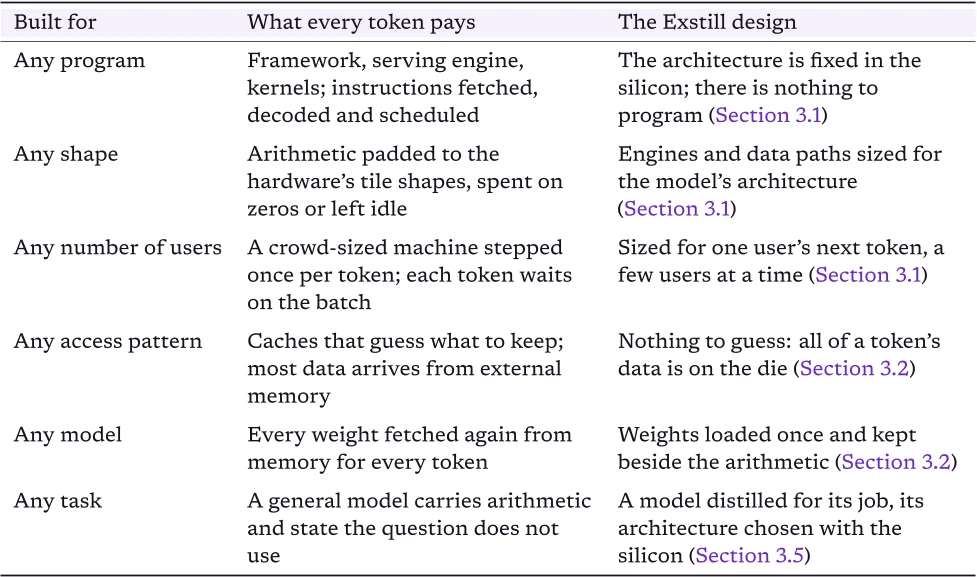 Built for What every token pays The Exstill design
Any program Framework, serving engine, The architecture is fixed in the
kernels; instructions fetched, silicon; there is nothing to
decoded and scheduled program (Section 3.1)
Any shape Arithmetic padded to the Engines and data paths sized for
hardware’s tile shapes, spent on the model’s architecture
zeros or left idle (Section 3.1)
Any number of users A crowd-sized machine stepped Sized for one user’s next token, a
once per token; each token waits few users at a time (Section 3.1)
on the batch
Any access pattern Caches that guess what to keep; Nothing to guess: all of a token’s
most data arrives from external data is on the die (Section 3.2)
memory
Any model Every weight fetched again from Weights loaded once and kept
memory for every token beside the arithmetic (Section 3.2)
Any task A general model carries arithmetic A model distilled for its job, its
and state the question does not architecture chosen with the
use silicon (Section 3.5)